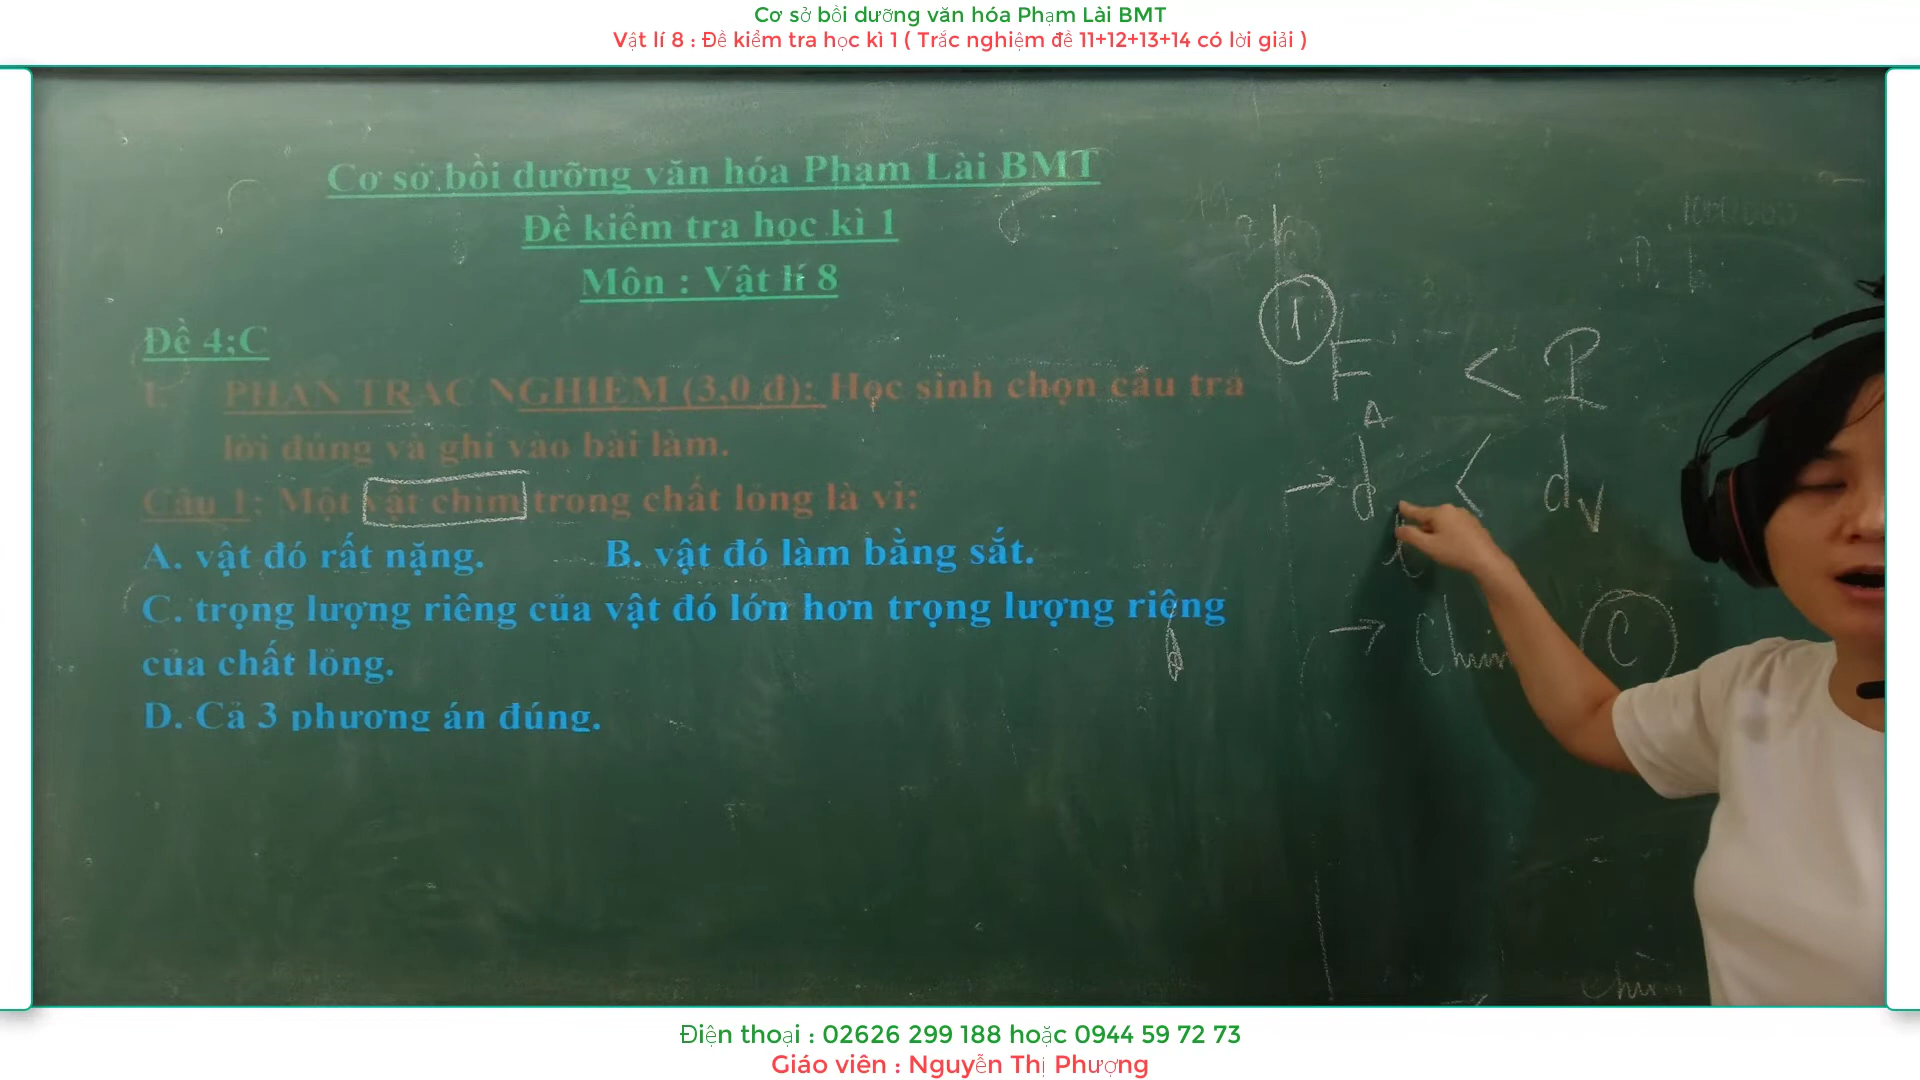 Cơ sở bồi dưỡng văn hóa Phạm Lài BMT
Vật lí 8 : Đề kiểm tra học kì 1 ( Trắc nghiệm đề 11+12+13+14 có lời giải )
Cơ sở bồi dưỡng văn hóa Phạm Lài BMT
Đề kiểm tra học kì 1
Môn : Vật lí 8
Đề 4;C
I. PHẦN TRẮC NGHIỆM (3,0 đ): Học sinh chọn câu trả
lời đúng và ghi vào bài làm.
Câu 1: Một vật chìm trong chất lỏng là vì:
A. vật đó rất nặng. B. vật đó làm bằng sắt.
C. trọng lượng riêng của vật đó lớn hơn trọng lượng riêng
của chất lỏng.
D. Cả 3 phương án đúng.
1
F_A < P
→ d_l < d_v
→ Chìm C
chìm
Điện thoại : 02626 299 188 hoặc 0944 59 72 73
Giáo viên : Nguyễn Thị Phượng